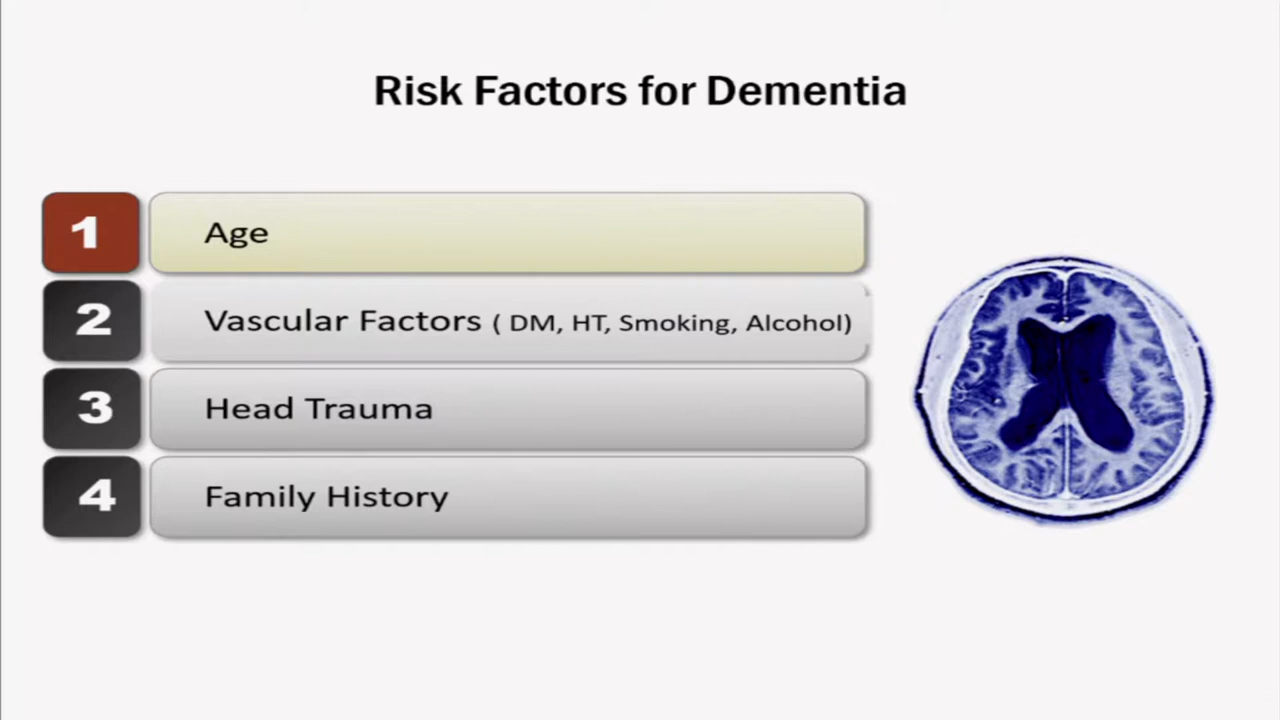 Risk Factors for Dementia
1 Age
2 Vascular Factors ( DM, HT, Smoking, Alcohol)
3 Head Trauma
4 Family History